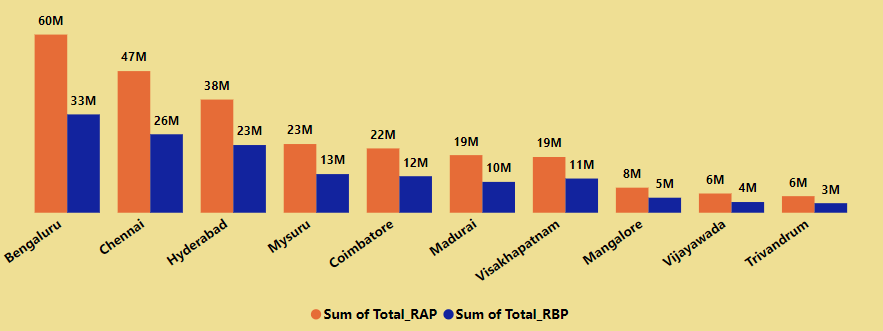 60M
33M
47M
26M
38M
23M
23M
13M
22M
12M
19M
10M
19M
11M
8M
5M
6M
4M
6M
3M
Bengaluru
Chennai
Hyderabad
Mysuru
Coimbatore
Madurai
Visakhapatnam
Mangalore
Vijayawada
Trivandrum
Sum of Total_RAP Sum of Total_RBP